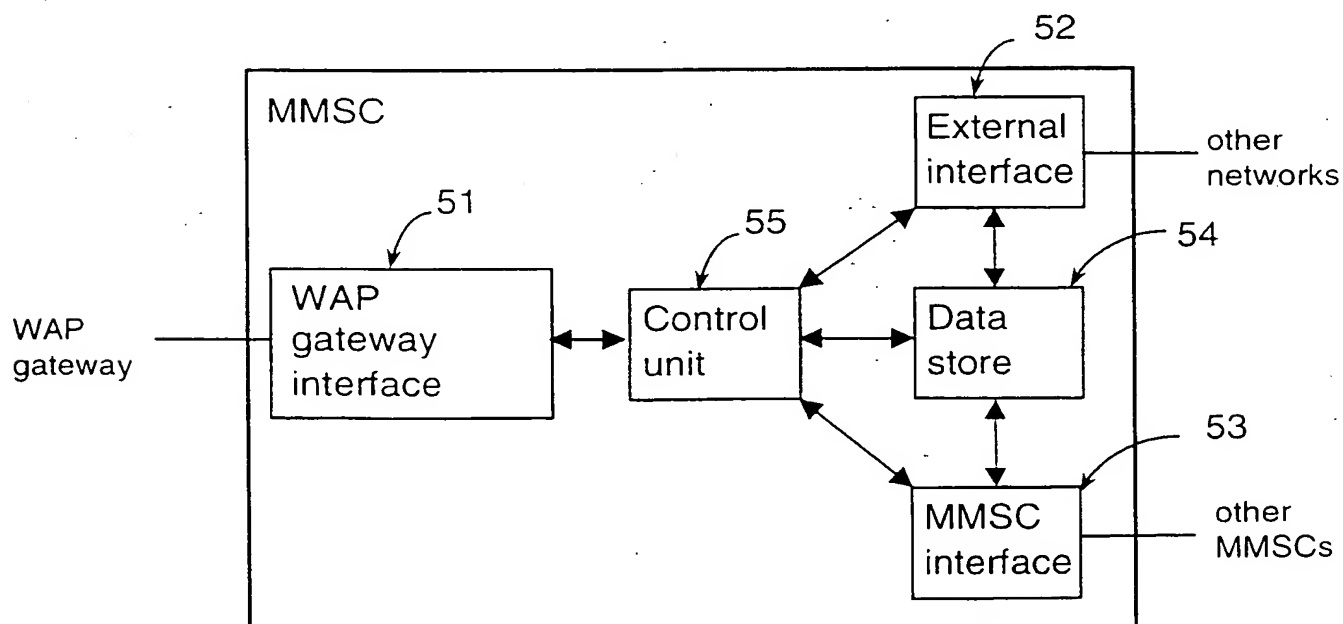 52
MMSC
External
interface
other
networks
51
55
54
WAP
gateway
interface
Control
unit
Data
store
WAP
gateway
53
MMSC
interface
other
MMSCs